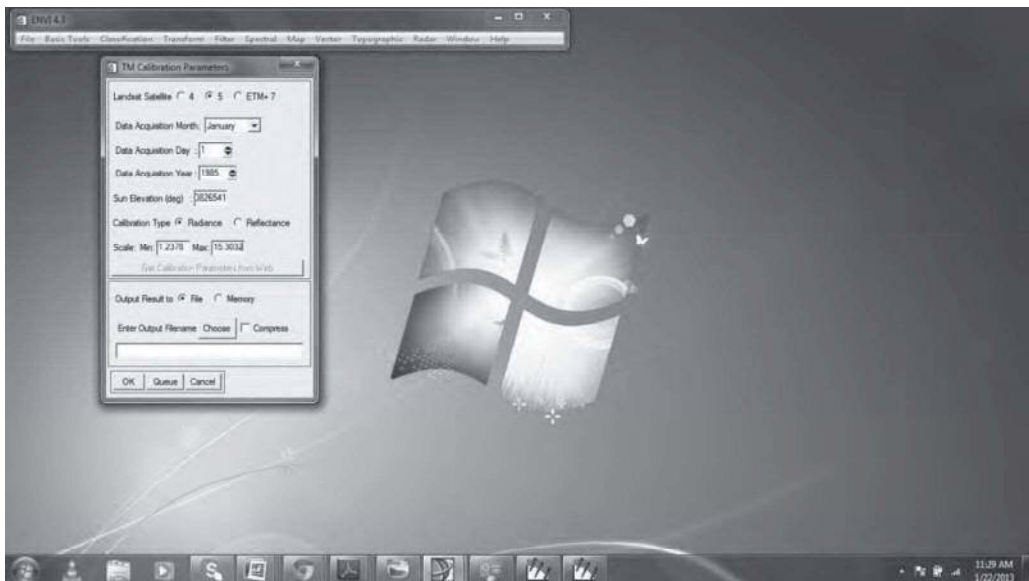 ENVI 4.3
File Basic Tools Classification Transform Filter Spectral Map Vector Topographic Radar Window Help
TM Calibration Parameters
Landsat Satellite 4 5 ETM+ 7
Data Acquisition Month: January
Data Acquisition Day : 1
Data Acquisition Year : 1985
Sun Elevation (deg) : 3826541
Calibration Type Radiance Reflectance
Scale: Min: 1.2378 Max: 15.3032
Get Calibration Parameters from Web
Output Result to File Memory
Enter Output Filename Choose Compress
OK Queue Cancel
11:29 AM
1/22/2013